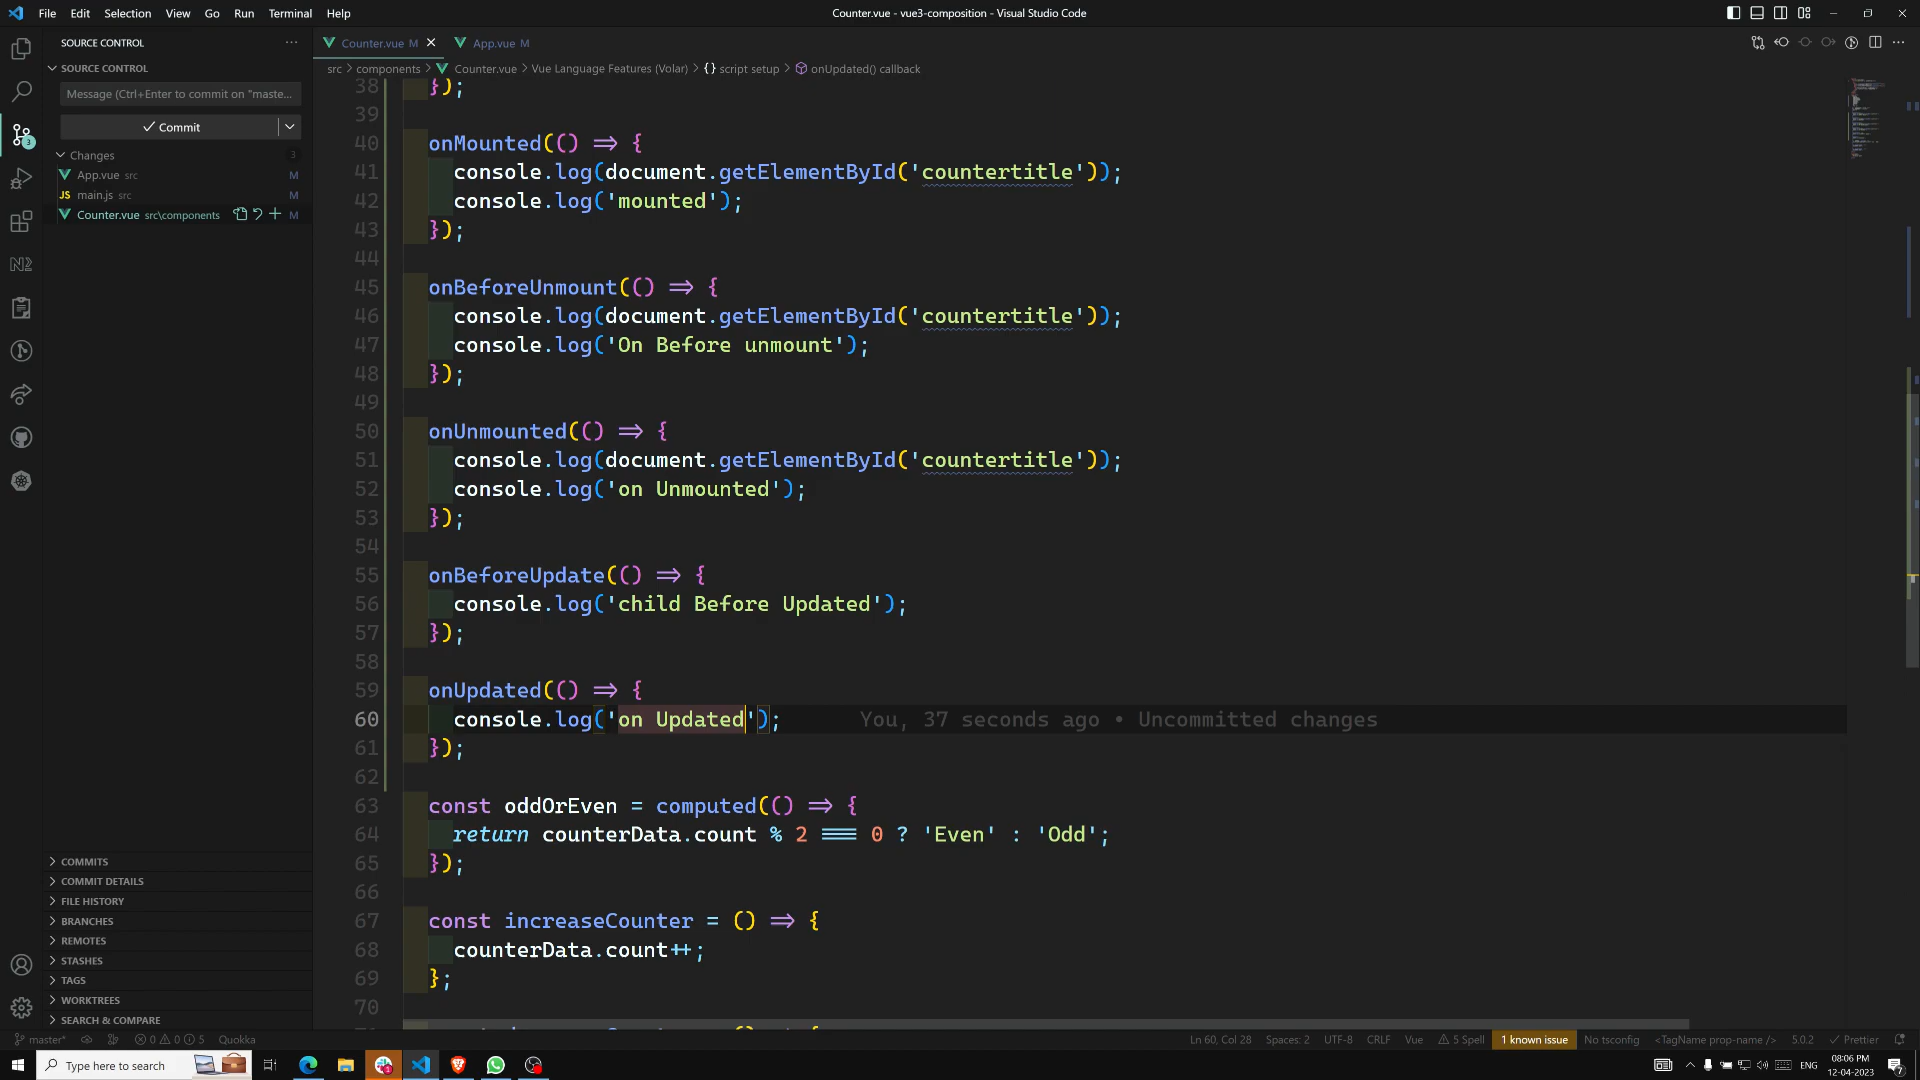 File Edit Selection View Go Run Terminal Help
Counter.vue - vue3-composition - Visual Studio Code
SOURCE CONTROL
Counter.vue M
App.vue M
SOURCE CONTROL
src > components > Counter.vue > Vue Language Features (Volar) > {} script setup > onUpdated() callback
Message (Ctrl+Enter to commit on "maste...
Commit
Changes 3
App.vue src M
main.js src M
Counter.vue src\components M
38 });
39
40 onMounted(() => {
41 console.log(document.getElementById('countertitle'));
42 console.log('mounted');
43 });
44
45 onBeforeUnmount(() => {
46 console.log(document.getElementById('countertitle'));
47 console.log('On Before unmount');
48 });
49
50 onUnmounted(() => {
51 console.log(document.getElementById('countertitle'));
52 console.log('on Unmounted');
53 });
54
55 onBeforeUpdate(() => {
56 console.log('child Before Updated');
57 });
58
59 onUpdated(() => {
60 console.log('on Updated'); You, 37 seconds ago • Uncommitted changes
61 });
62
63 const oddOrEven = computed(() => {
64 return counterData.count % 2 === 0 ? 'Even' : 'Odd';
65 });
66
67 const increaseCounter = () => {
68 counterData.count++;
69 };
70
COMMITS
COMMIT DETAILS
FILE HISTORY
BRANCHES
REMOTES
STASHES
TAGS
WORKTREES
SEARCH & COMPARE
master* 0 0 5 Quokka
Ln 60, Col 28 Spaces: 2 UTF-8 CRLF Vue 5 Spell 1 known issue No tsconfig <TagName prop-name /> 5.0.2 Prettier
Type here to search
ENG
08:06 PM
12-04-2023